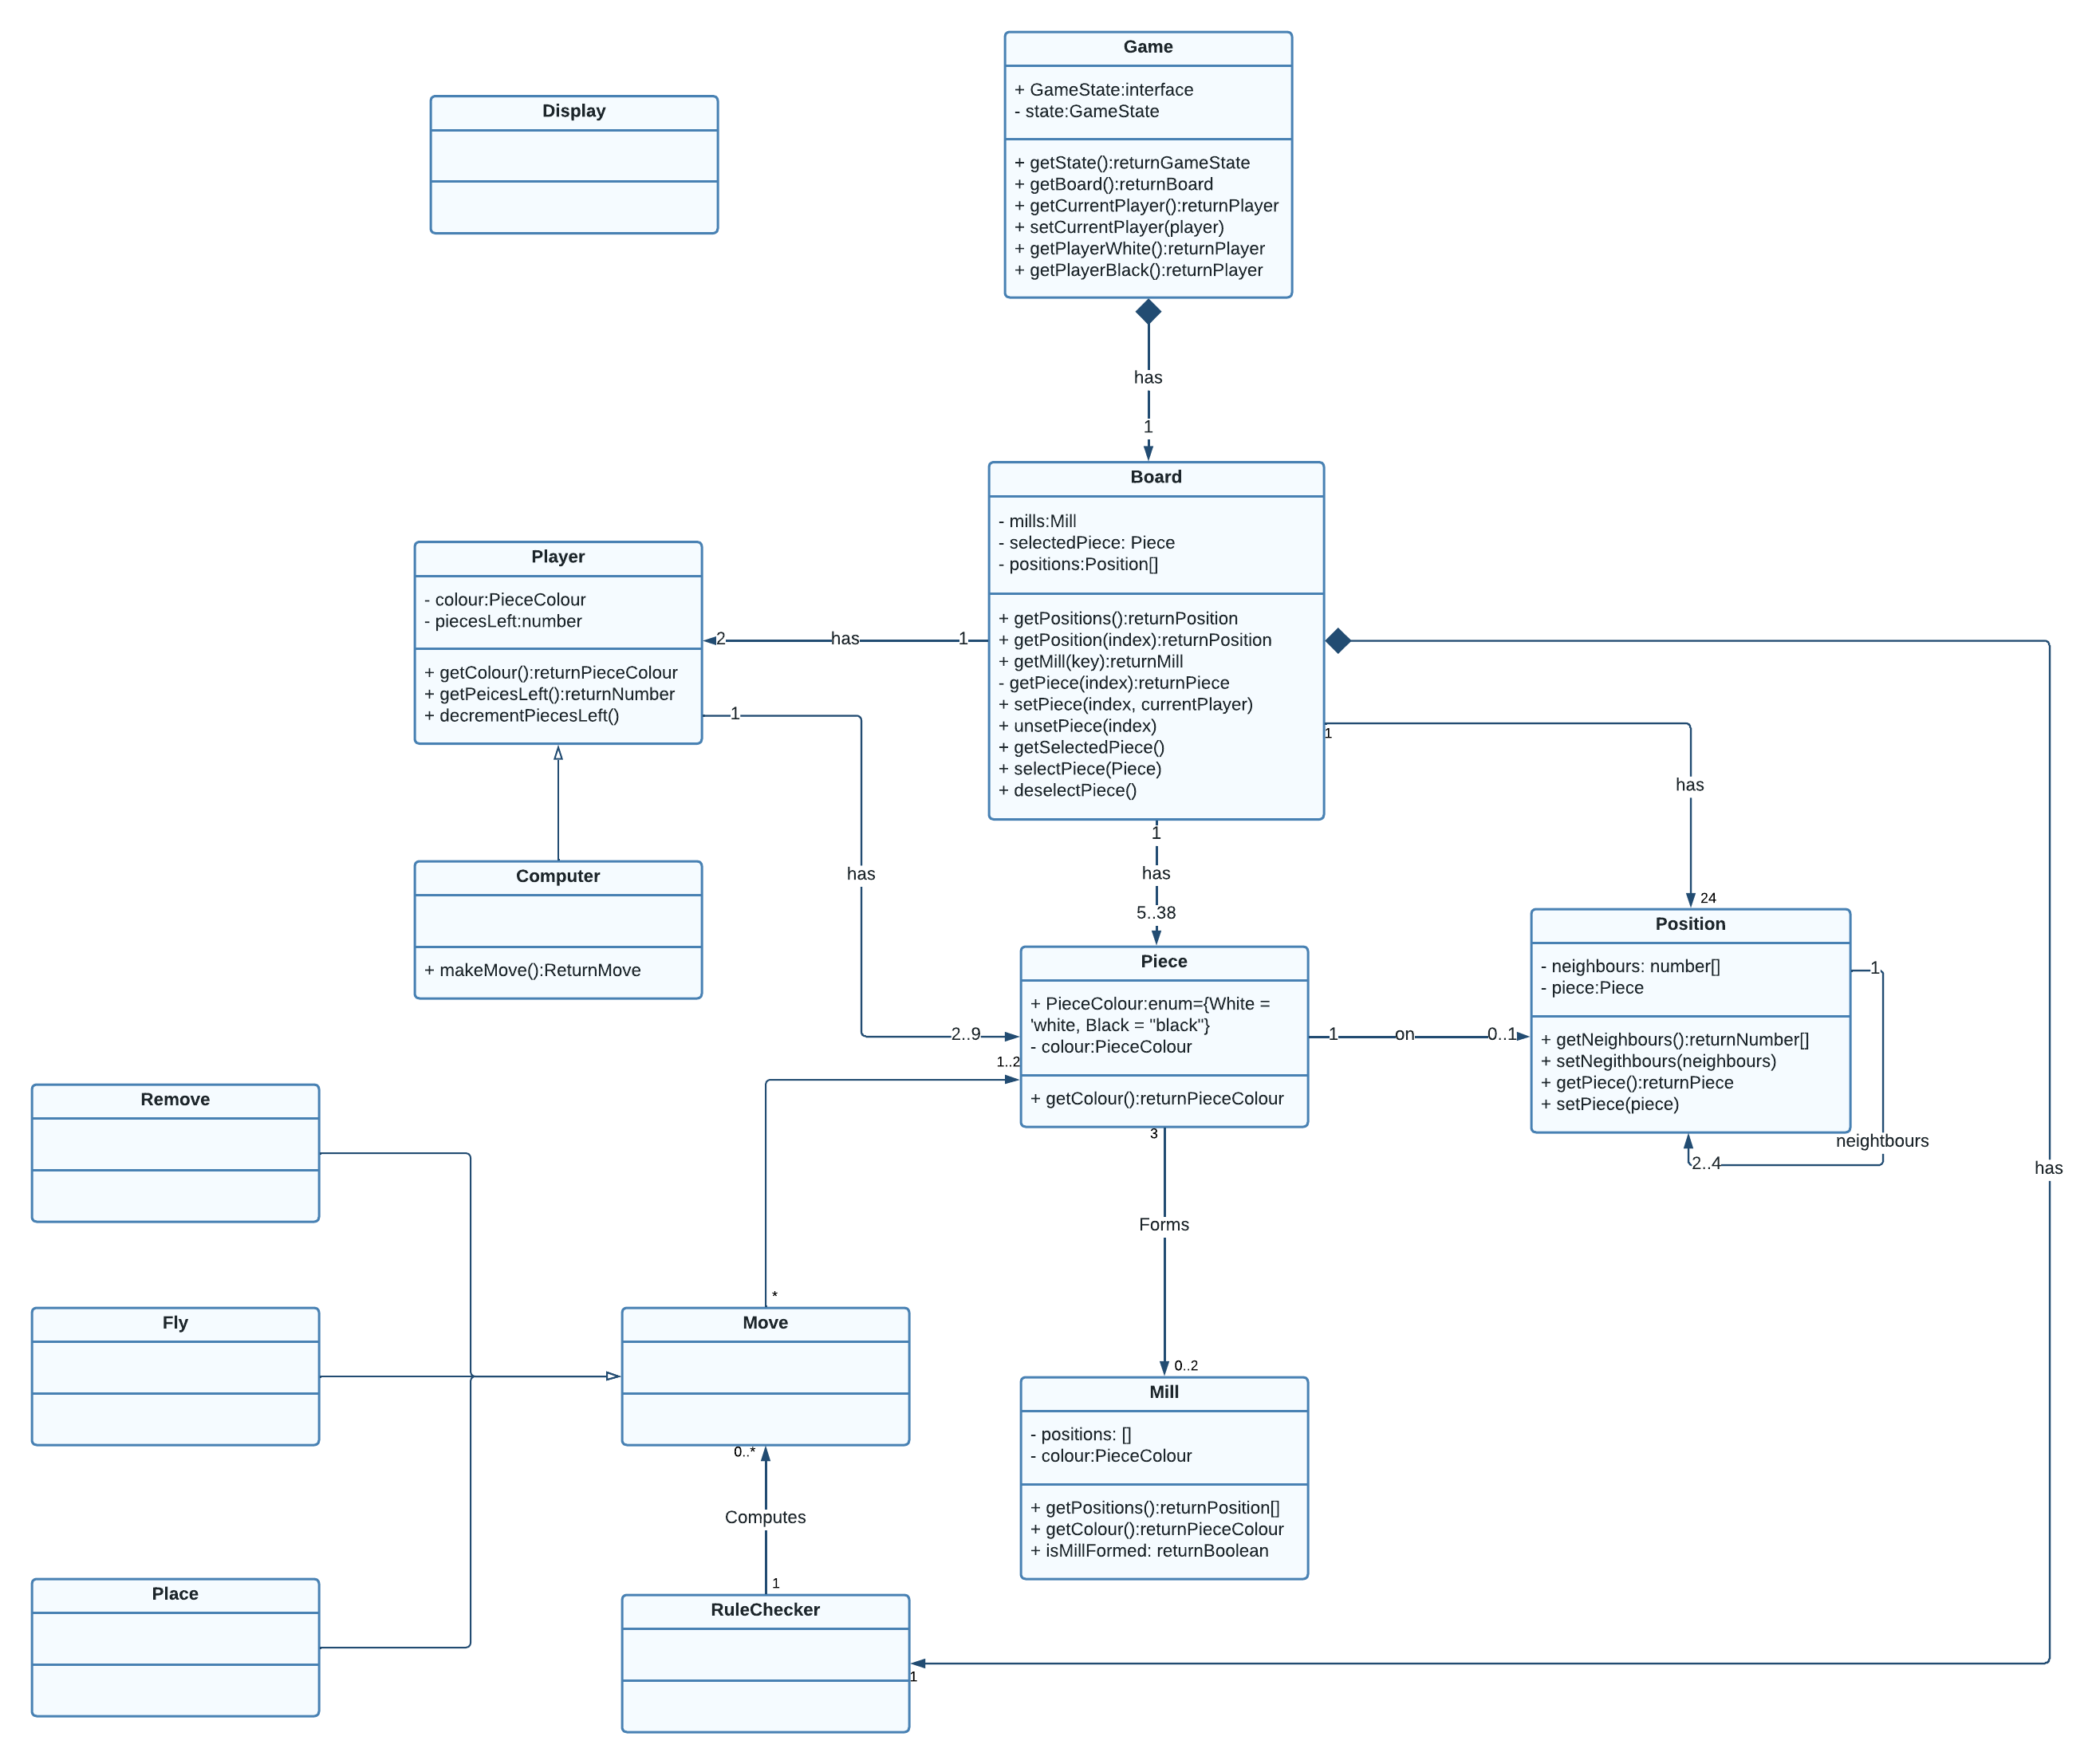 Game
+ GameState:interface
- state:GameState
+ getState():returnGameState
+ getBoard():returnBoard
+ getCurrentPlayer():returnPlayer
+ setCurrentPlayer(player)
+ getPlayerWhite():returnPlayer
+ getPlayerBlack():returnPlayer
Display
has
1
Board
- mills:Mill
- selectedPiece: Piece
- positions:Position[]
+ getPositions():returnPosition
+ getPosition(index):returnPosition
+ getMill(key):returnMill
- getPiece(index):returnPiece
+ setPiece(index, currentPlayer)
+ unsetPiece(index)
+ getSelectedPiece()
+ selectPiece(Piece)
+ deselectPiece()
Player
- colour:PieceColour
- piecesLeft:number
+ getColour():returnPieceColour
+ getPeicesLeft():returnNumber
+ decrementPiecesLeft()
2
has
1
1
has
2..9
1
has
5..38
1
has
24
Computer
+ makeMove():ReturnMove
Piece
+ PieceColour:enum={White =
'white, Black = "black"}
- colour:PieceColour
+ getColour():returnPieceColour
1
on
0..1
Position
- neighbours: number[]
- piece:Piece
+ getNeighbours():returnNumber[]
+ setNegithbours(neighbours)
+ getPiece():returnPiece
+ setPiece(piece)
1
neightbours
2..4
has
1..2
*
Remove
Fly
Place
Move
3
Forms
0..2
Mill
- positions: []
- colour:PieceColour
+ getPositions():returnPosition[]
+ getColour():returnPieceColour
+ isMillFormed: returnBoolean
0..*
Computes
1
RuleChecker
1